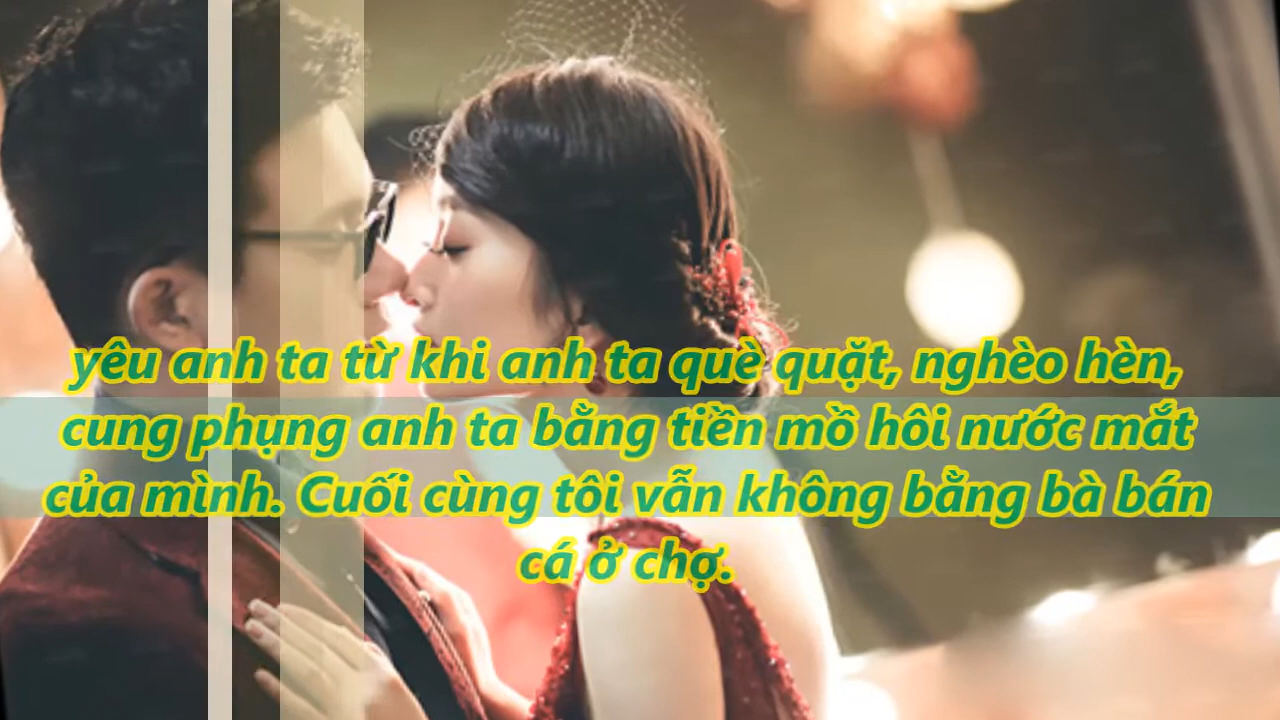 yêu anh ta từ khi anh ta què quặt, nghèo hèn,
cung phụng anh ta bằng tiền mồ hôi nước mắt
của mình. Cuối cùng tôi vẫn không bằng bà bán
cá ở chợ.